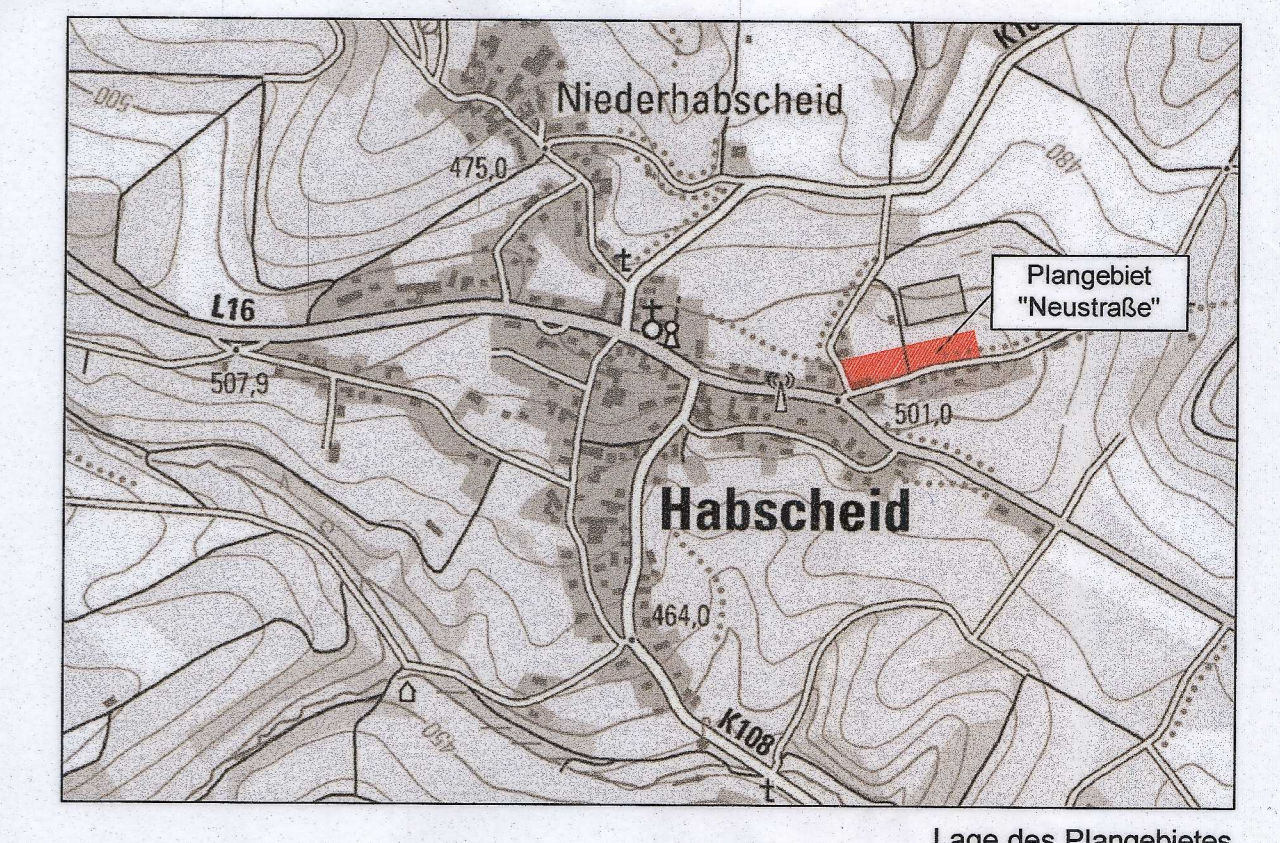 K10
Niederhabscheid
500
480
475,0
Plangebiet
"Neustraße"
L16
507,9
501,0
Habscheid
464,0
K108
450
Lage des Plangebietes